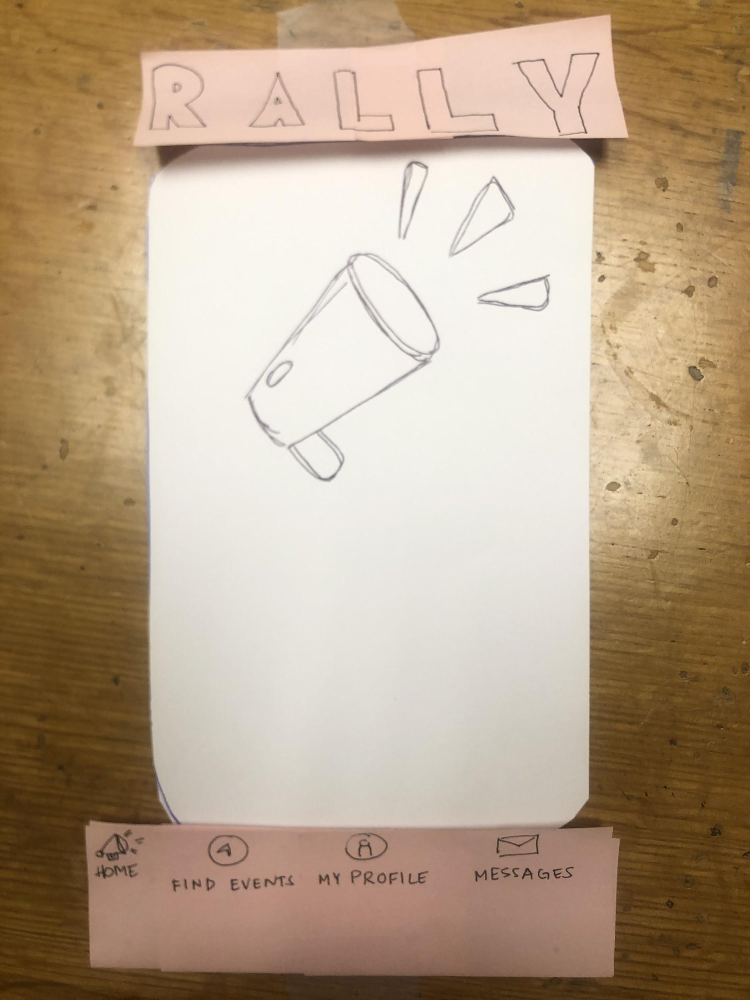 RALLY
HOME
FIND EVENTS
MY PROFILE
MESSAGES